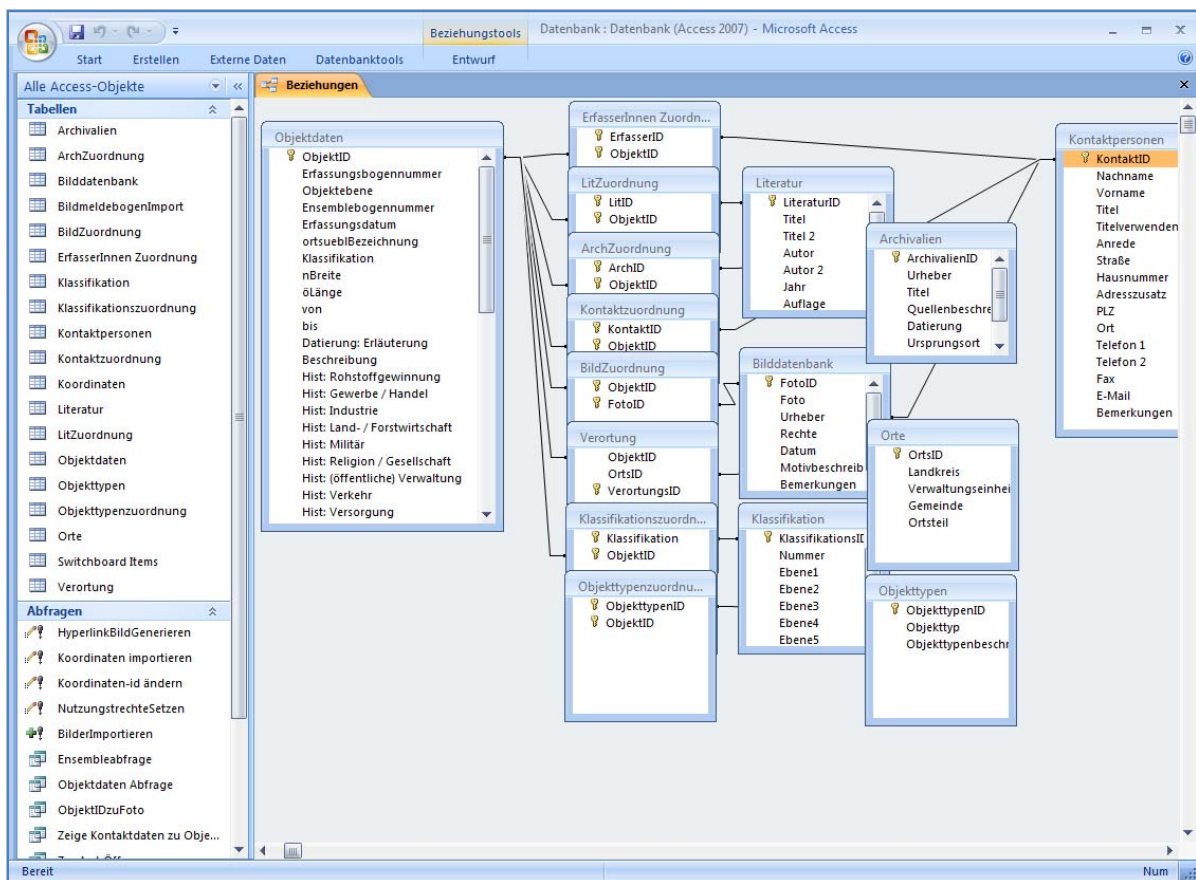 Beziehungstools
Datenbank : Datenbank (Access 2007) - Microsoft Access
Start
Erstellen
Externe Daten
Datenbanktools
Entwurf
Alle Access-Objekte
Tabellen
Archivalien
ArchZuordnung
Bilddatenbank
BildmeldebogenImport
BildZuordnung
ErfasserInnen Zuordnung
Klassifikation
Klassifikationszuordnung
Kontaktpersonen
Kontaktzuordnung
Koordinaten
Literatur
LitZuordnung
Objektdaten
Objekttypen
Objekttypenzuordnung
Orte
Switchboard Items
Verortung
Abfragen
HyperlinkBildGenerieren
Koordinaten importieren
Koordinaten-id ändern
NutzungsrechteSetzen
BilderImportieren
Ensembleabfrage
Objektdaten Abfrage
ObjektIDzuFoto
Zeige Kontaktdaten zu Obje...
Beziehungen
Objektdaten
ObjektID
Erfassungsbogennummer
Objektebene
Ensemblebogennummer
Erfassungsdatum
ortsueblBezeichnung
Klassifikation
nBreite
öLänge
von
bis
Datierung: Erläuterung
Beschreibung
Hist: Rohstoffgewinnung
Hist: Gewerbe / Handel
Hist: Industrie
Hist: Land- / Forstwirtschaft
Hist: Militär
Hist: Religion / Gesellschaft
Hist: (öffentliche) Verwaltung
Hist: Verkehr
Hist: Versorgung
ErfasserInnen Zuordn...
ErfasserID
ObjektID
LitZuordnung
LitID
ObjektID
ArchZuordnung
ArchID
ObjektID
Kontaktzuordnung
KontaktID
ObjektID
BildZuordnung
ObjektID
FotoID
Verortung
ObjektID
OrtsID
VerortungsID
Klassifikationszuordn...
Klassifikation
ObjektID
Objekttypenzuordnu...
ObjekttypenID
ObjektID
Literatur
LiteraturID
Titel
Titel 2
Autor
Autor 2
Jahr
Auflage
Bilddatenbank
FotoID
Foto
Urheber
Rechte
Datum
Motivbeschreib
Bemerkungen
Klassifikation
KlassifikationsID
Nummer
Ebene1
Ebene2
Ebene3
Ebene4
Ebene5
Archivalien
ArchivalienID
Urheber
Titel
Quellenbeschre
Datierung
Ursprungsort
Orte
OrtsID
Landkreis
Verwaltungseinhei
Gemeinde
Ortsteil
Objekttypen
ObjekttypenID
Objekttyp
Objekttypenbeschr
Kontaktpersonen
KontaktID
Nachname
Vorname
Titel
Titelverwenden
Anrede
Straße
Hausnummer
Adresszusatz
PLZ
Ort
Telefon 1
Telefon 2
Fax
E-Mail
Bemerkungen
Bereit
Num